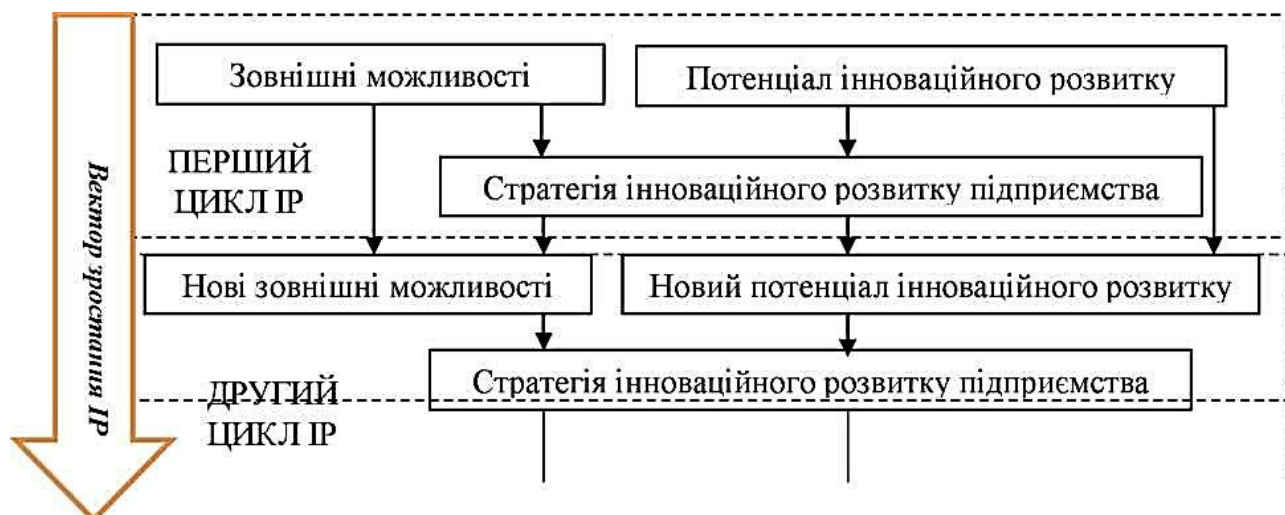 Вектор зростання ІР
Зовнішні можливості
Потенціал інноваційного розвитку
ПЕРШИЙ
ЦИКЛ ІР
Стратегія інноваційного розвитку підприємства
Нові зовнішні можливості
Новий потенціал інноваційного розвитку
Стратегія інноваційного розвитку підприємства
ДРУГИЙ
ЦИКЛ ІР